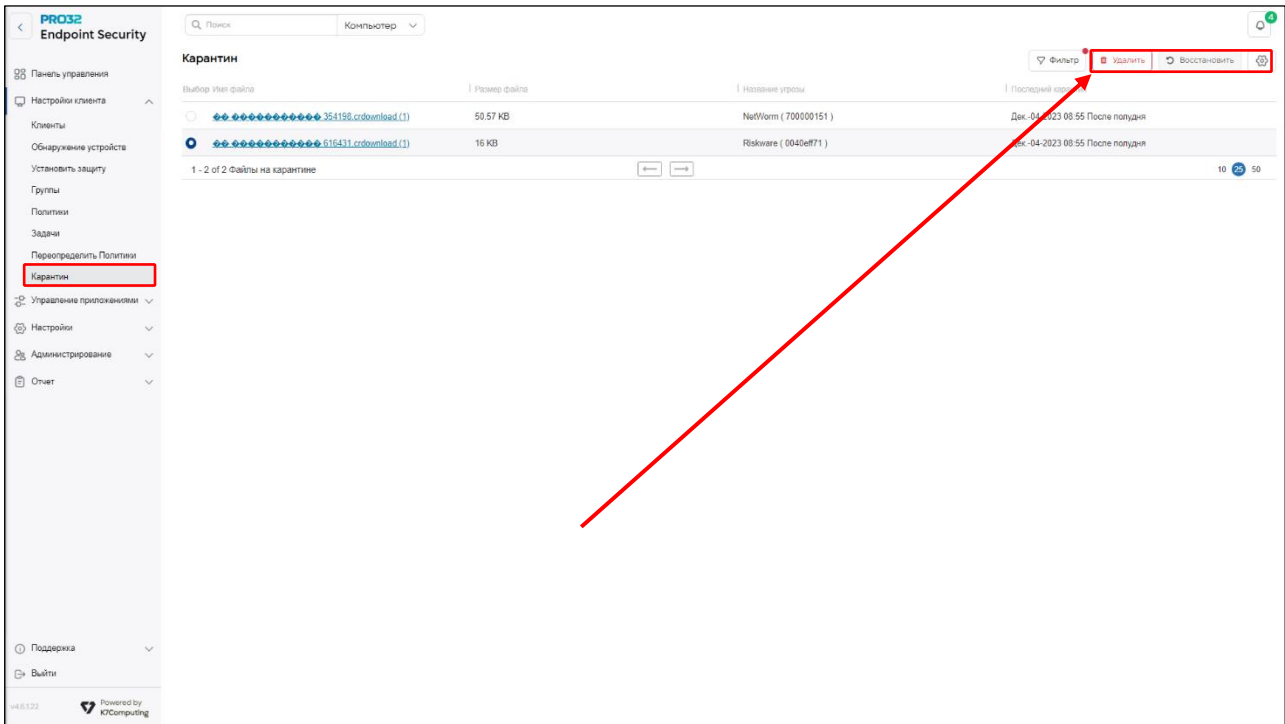 PRO32
Endpoint Security
Поиск
Компьютер
4
Карантин
Фильтр
Удалить
Восстановить
Панель управления
Настройки клиента
Клиенты
Обнаружение устройств
Установить защиту
Группы
Политики
Задачи
Переопределить Политики
Карантин
Управление приложениями
Настройки
Администрирование
Отчет
Выбор Имя файла Размер файла Название угрозы Последний
�� ����������� 354198.crdownload (1) 50.57 KB NetWorm ( 700000151 ) Дек.-04-2023 08:55 После полудня
�� ����������� 616431.crdownload (1) 16 KB Riskware ( 0040eff71 ) Дек.-04-2023 08:55 После полудня
1 - 2 of 2 Файлы на карантине
10 25 50
Поддержка
Выйти
Powered by
K7Computing